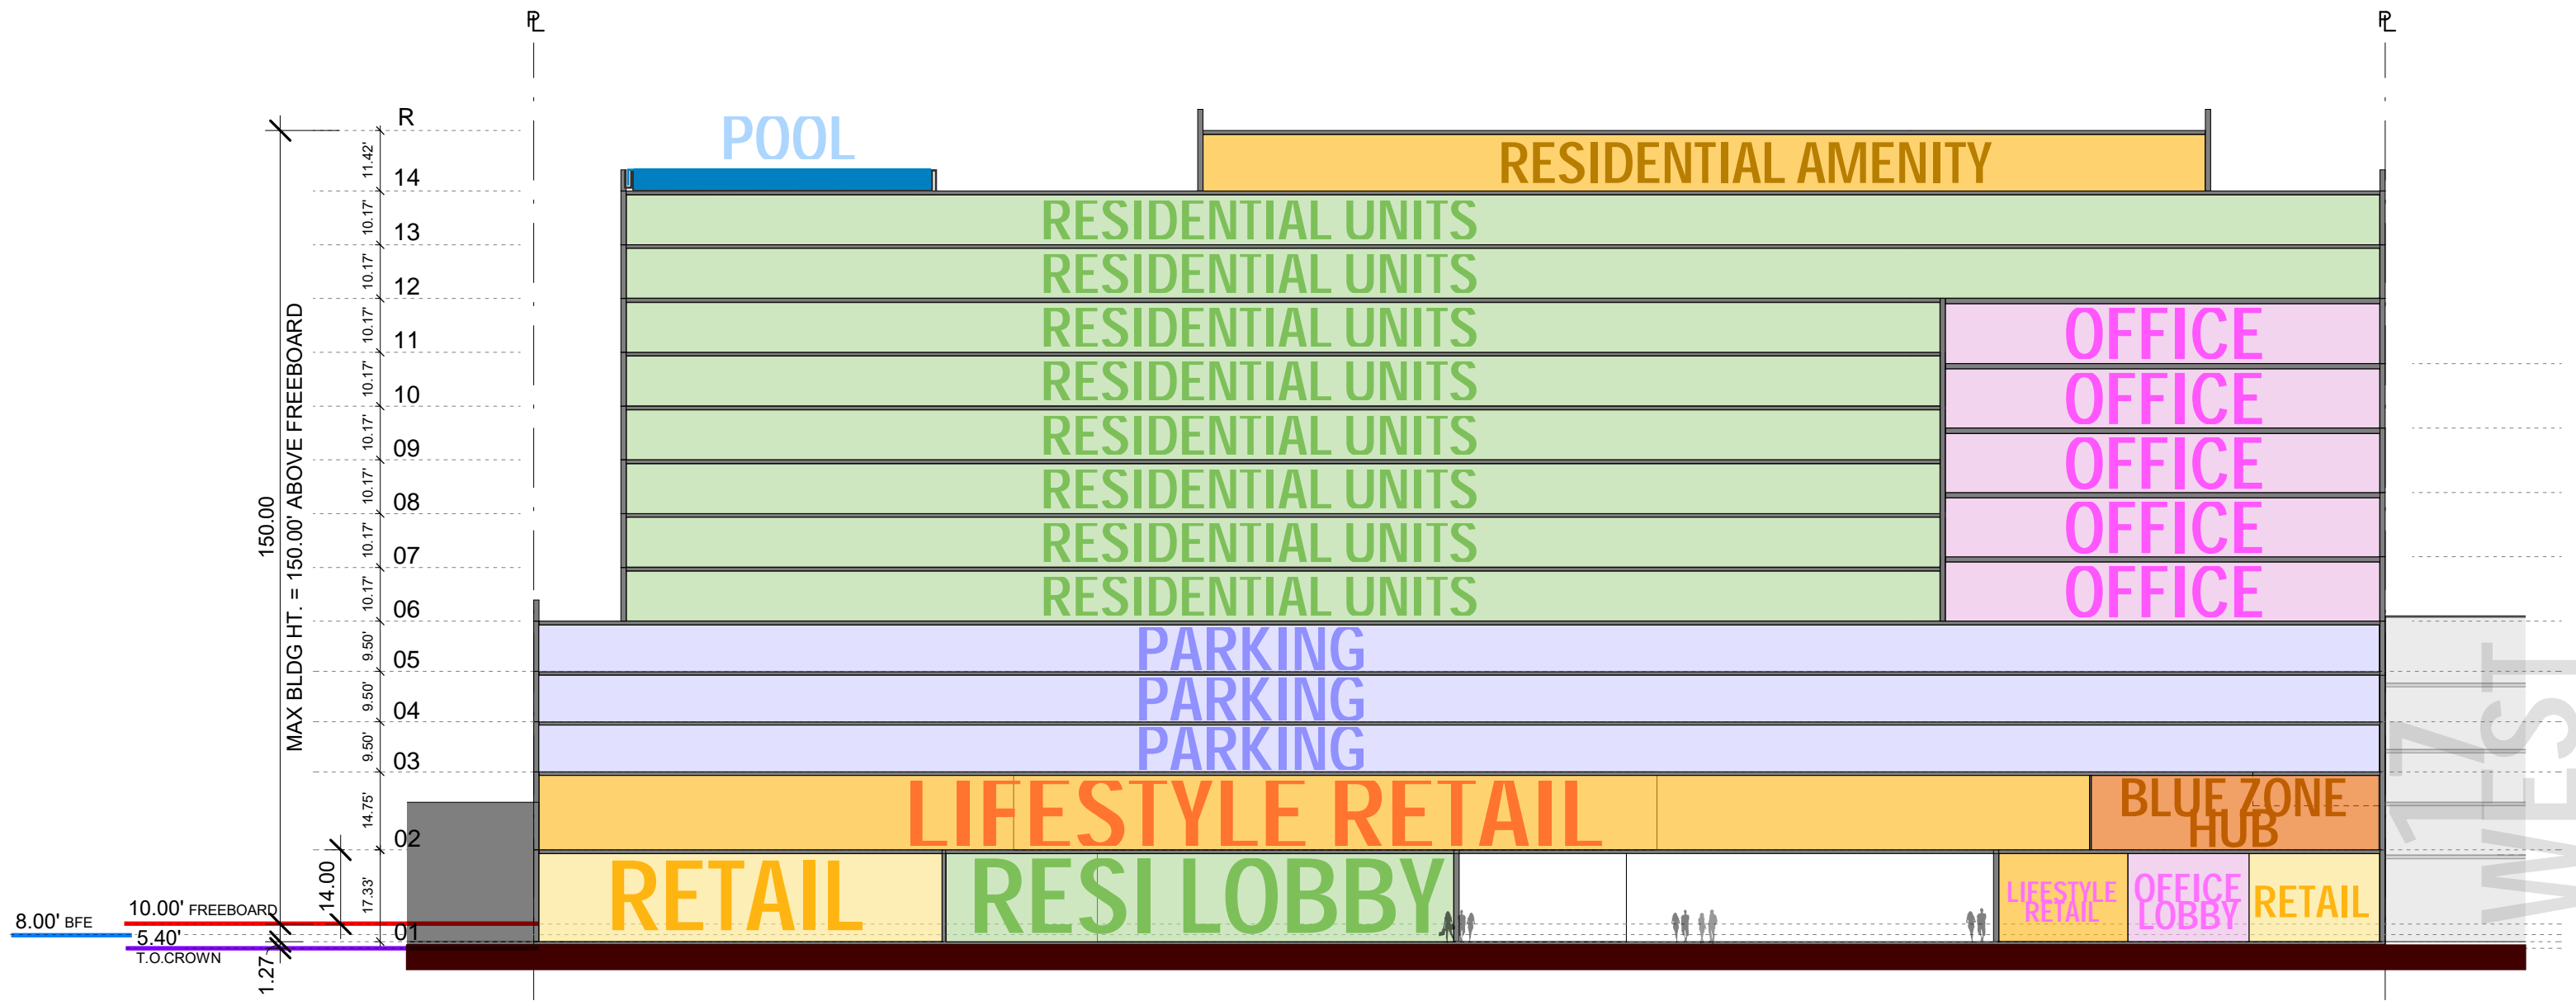 PL
PL
R
POOL
11.42'
RESIDENTIAL AMENITY
14
10.17'
RESIDENTIAL UNITS
13
10.17'
RESIDENTIAL UNITS
12
10.17'
RESIDENTIAL UNITS
OFFICE
11
10.17'
RESIDENTIAL UNITS
OFFICE
10
10.17'
RESIDENTIAL UNITS
OFFICE
09
10.17'
RESIDENTIAL UNITS
OFFICE
08
10.17'
RESIDENTIAL UNITS
07
10.17'
RESIDENTIAL UNITS
OFFICE
06
9.50'
PARKING
05
9.50'
PARKING
04
9.50'
PARKING
03
14.75'
LIFESTYLE RETAIL
BLUE ZONE
HUB
02
17.33'
RETAIL
RESI LOBBY
LIFESTYLE
RETAIL
OFFICE
LOBBY
RETAIL
01
150.00
MAX BLDG HT. = 150.00' ABOVE FREEBOARD
14.00
10.00' FREEBOARD
8.00' BFE
5.40'
T.O.CROWN
1.27
17
WEST